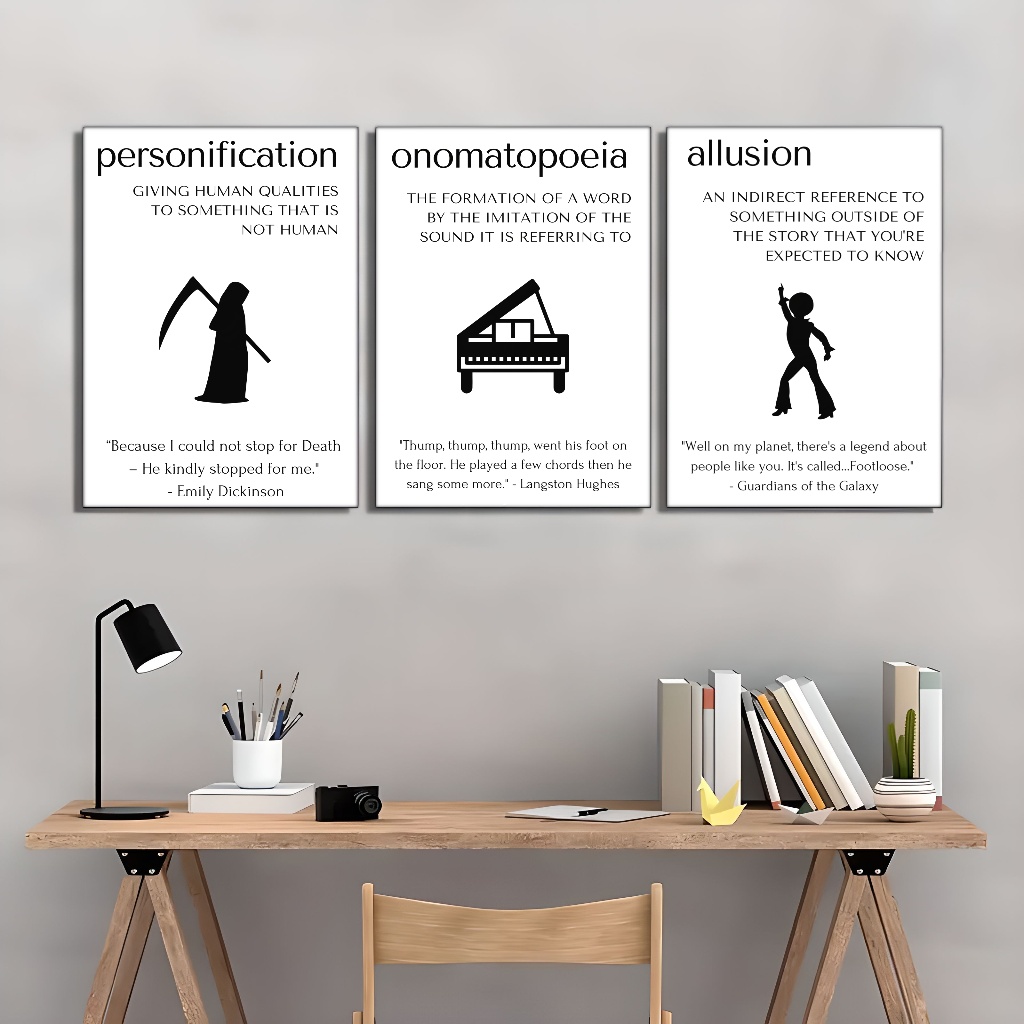 personification
GIVING HUMAN QUALITIES
TO SOMETHING THAT IS
NOT HUMAN
“Because I could not stop for Death
– He kindly stopped for me."
- Emily Dickinson
onomatopoeia
THE FORMATION OF A WORD
BY THE IMITATION OF THE
SOUND IT IS REFERRING TO
"Thump, thump, thump, went his foot on
the floor. He played a few chords then he
sang some more." - Langston Hughes
allusion
AN INDIRECT REFERENCE TO
SOMETHING OUTSIDE OF
THE STORY THAT YOU'RE
EXPECTED TO KNOW
"Well on my planet, there's a legend about
people like you. It's called...Footloose."
- Guardians of the Galaxy